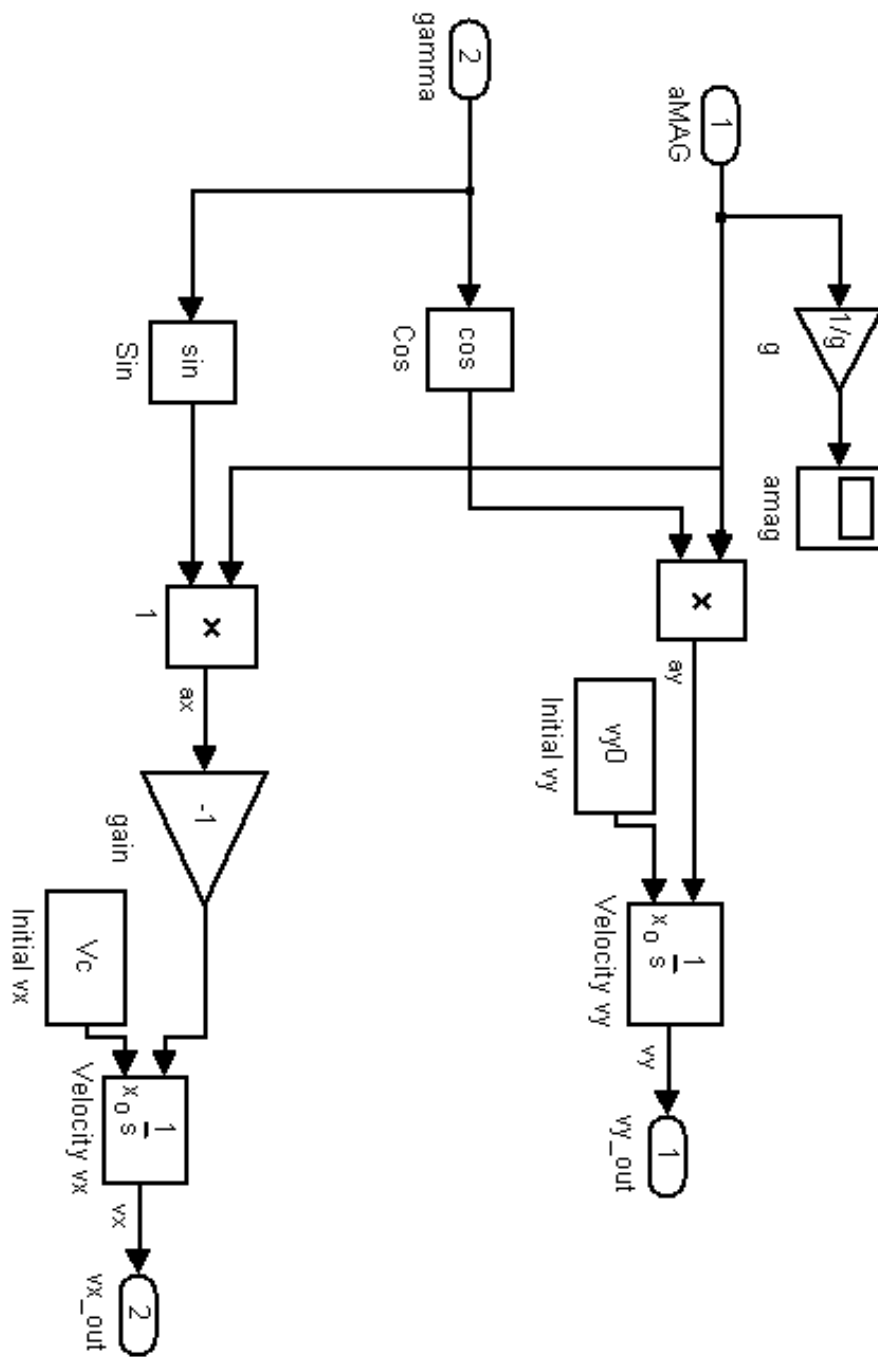 1/g
g
amag
1
aMAG
×
ay
vy0
Initial vy
1
x₀ s
Velocity vy
vy
1
vy_out
2
gamma
cos
Cos
sin
Sin
×
1
ax
-1
gain
Vc
Initial vx
1
x₀ s
Velocity vx
vx
2
vx_out